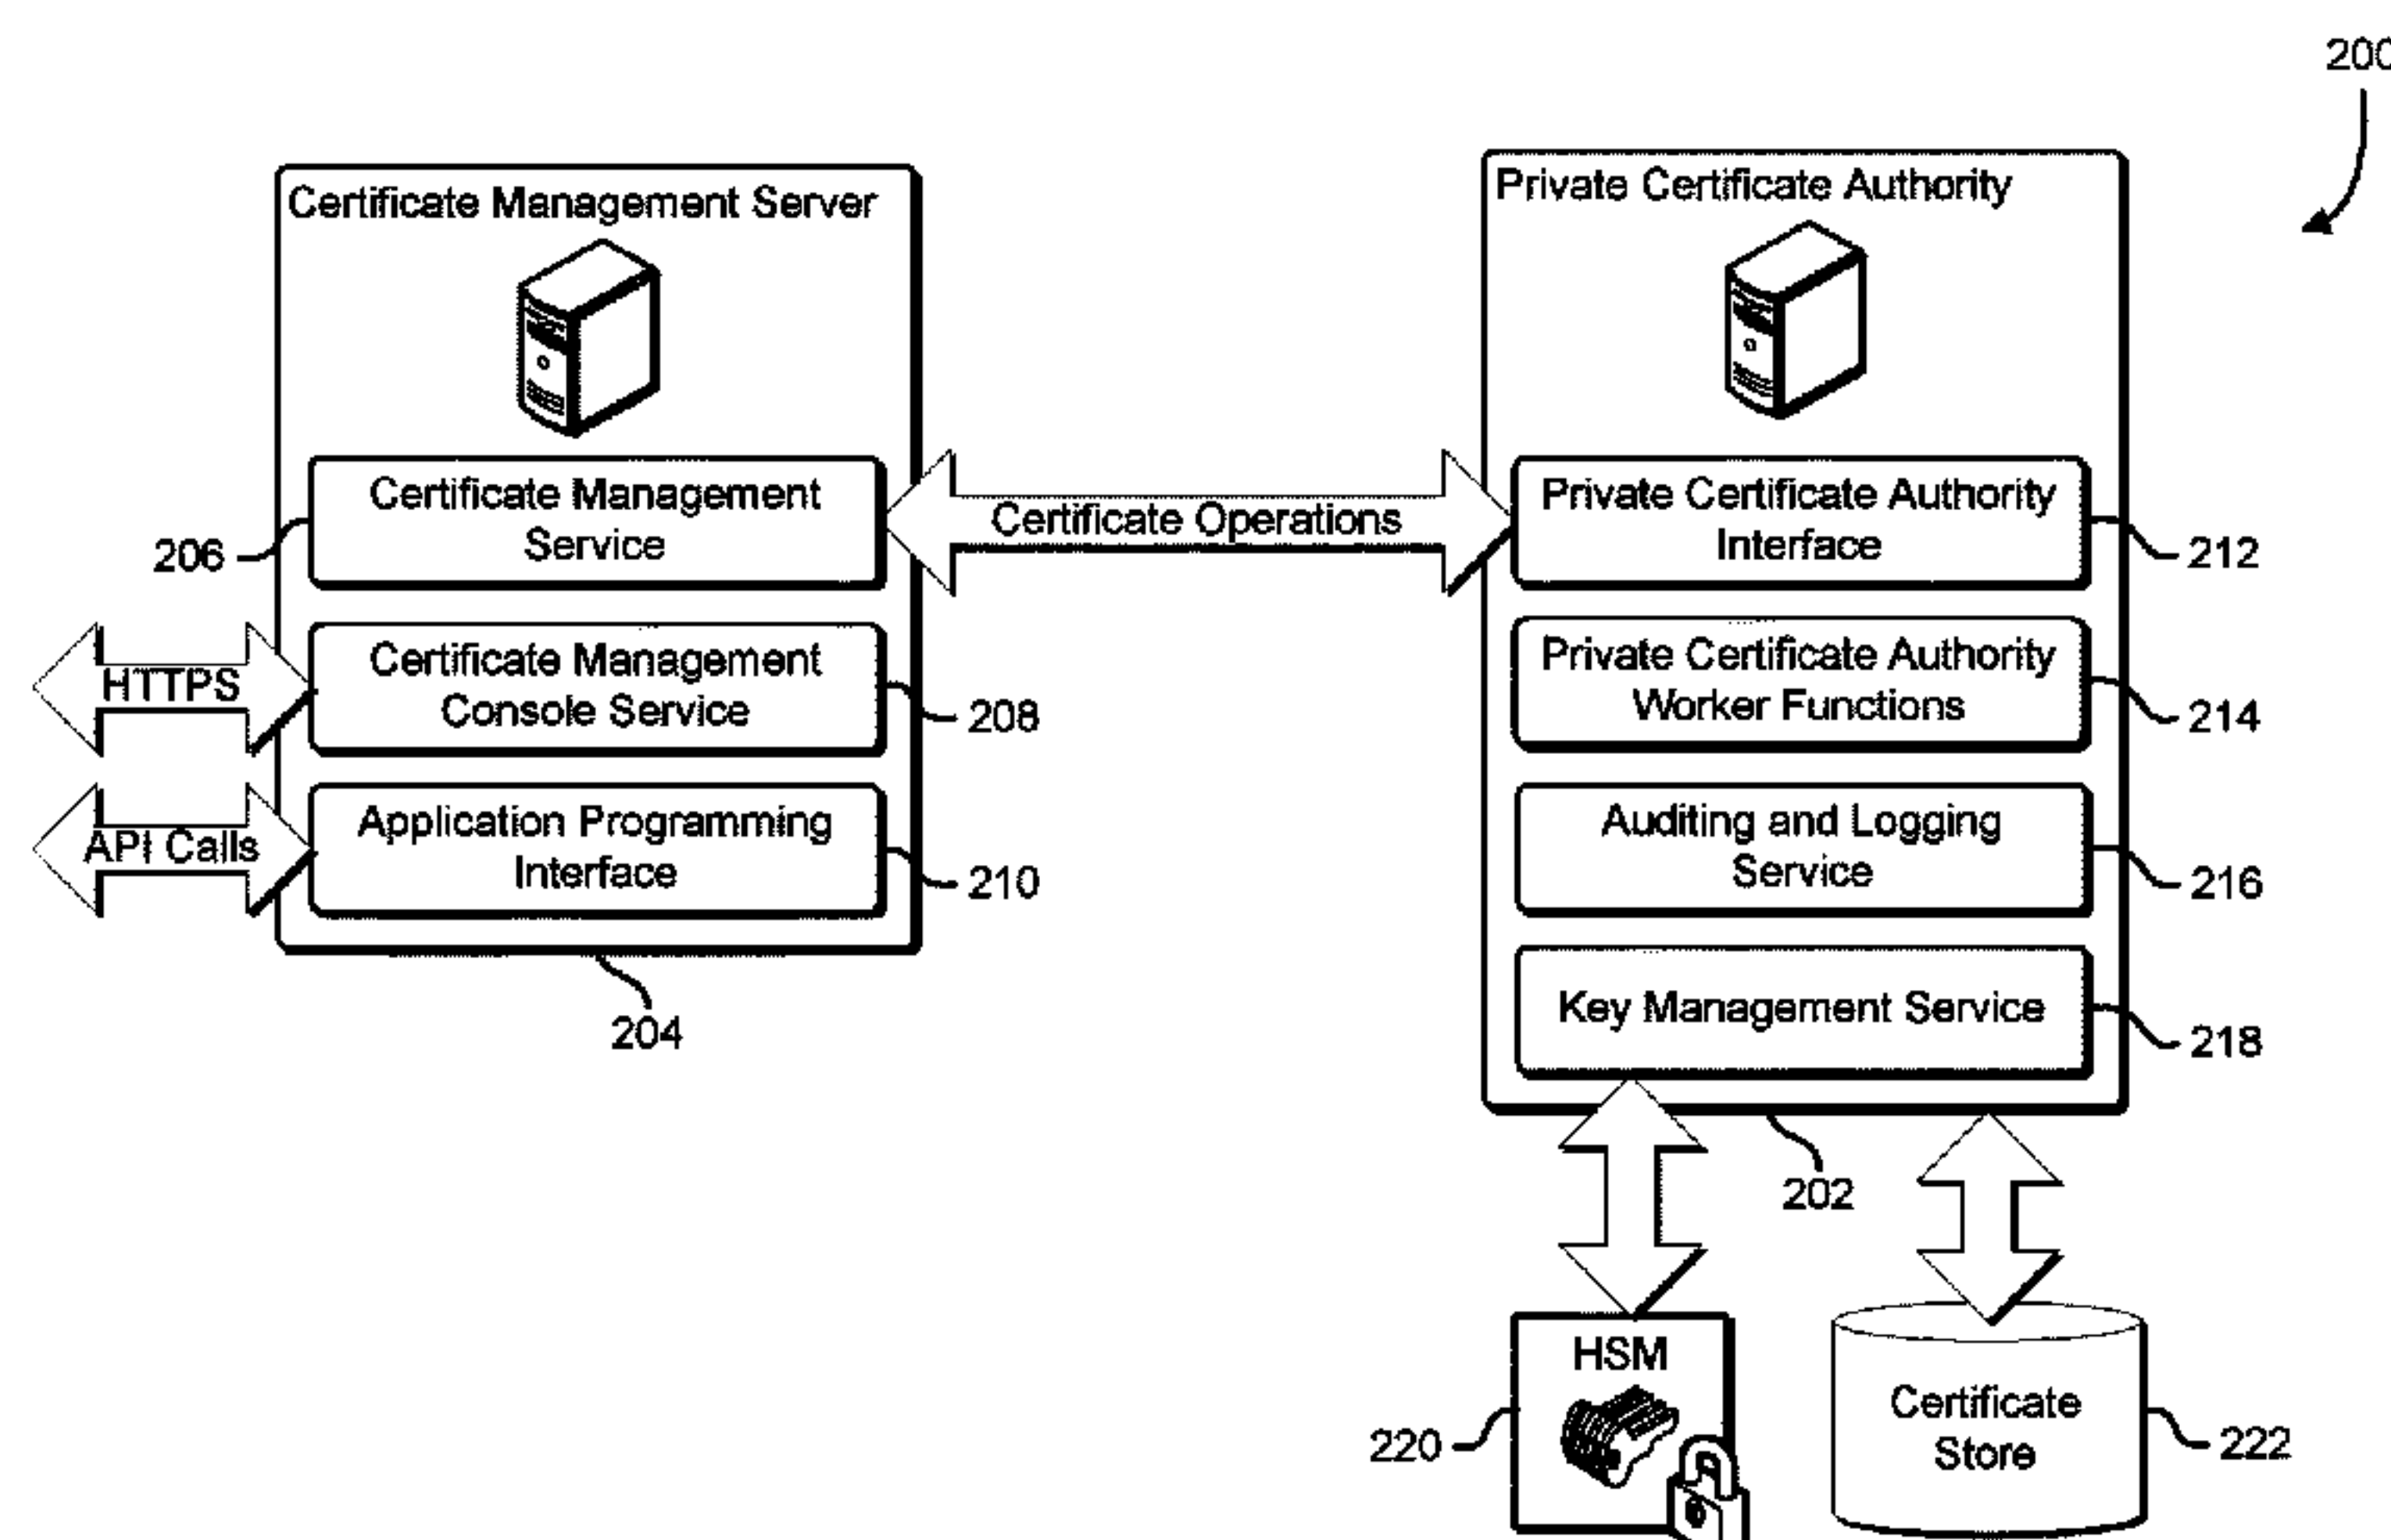 200
Certificate Management Server
Private Certificate Authority
Certificate Management
Service
206
Certificate Operations
Private Certificate Authority
Interface
212
HTTPS
Certificate Management
Console Service
208
Private Certificate Authority
Worker Functions
214
API Calls
Application Programming
Interface
210
Auditing and Logging
Service
216
204
Key Management Service
218
202
HSM
220
Certificate
Store
222